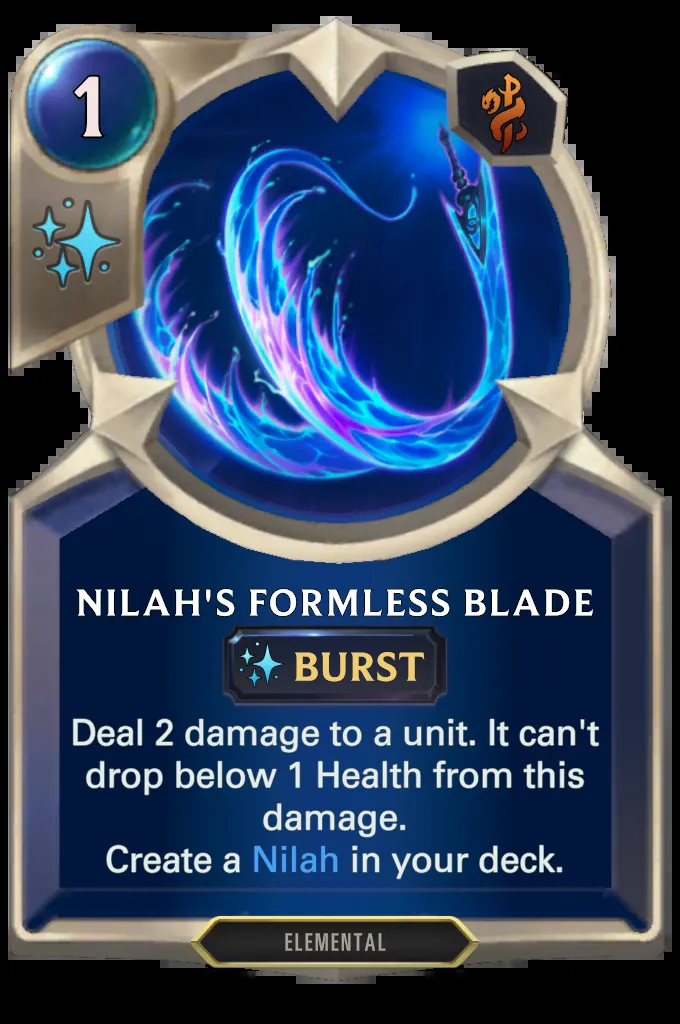 1
NILAH'S FORMLESS BLADE
BURST
Deal 2 damage to a unit. It can't
drop below 1 Health from this
damage.
Create a Nilah in your deck.
ELEMENTAL